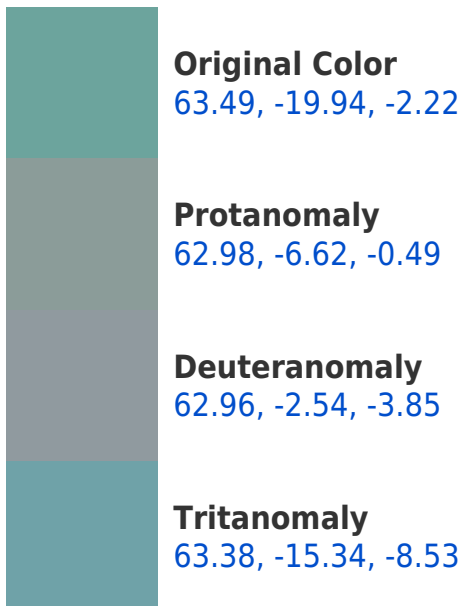 Original Color
63.49, -19.94, -2.22
Protanomaly
62.98, -6.62, -0.49
Deuteranomaly
62.96, -2.54, -3.85
Tritanomaly
63.38, -15.34, -8.53